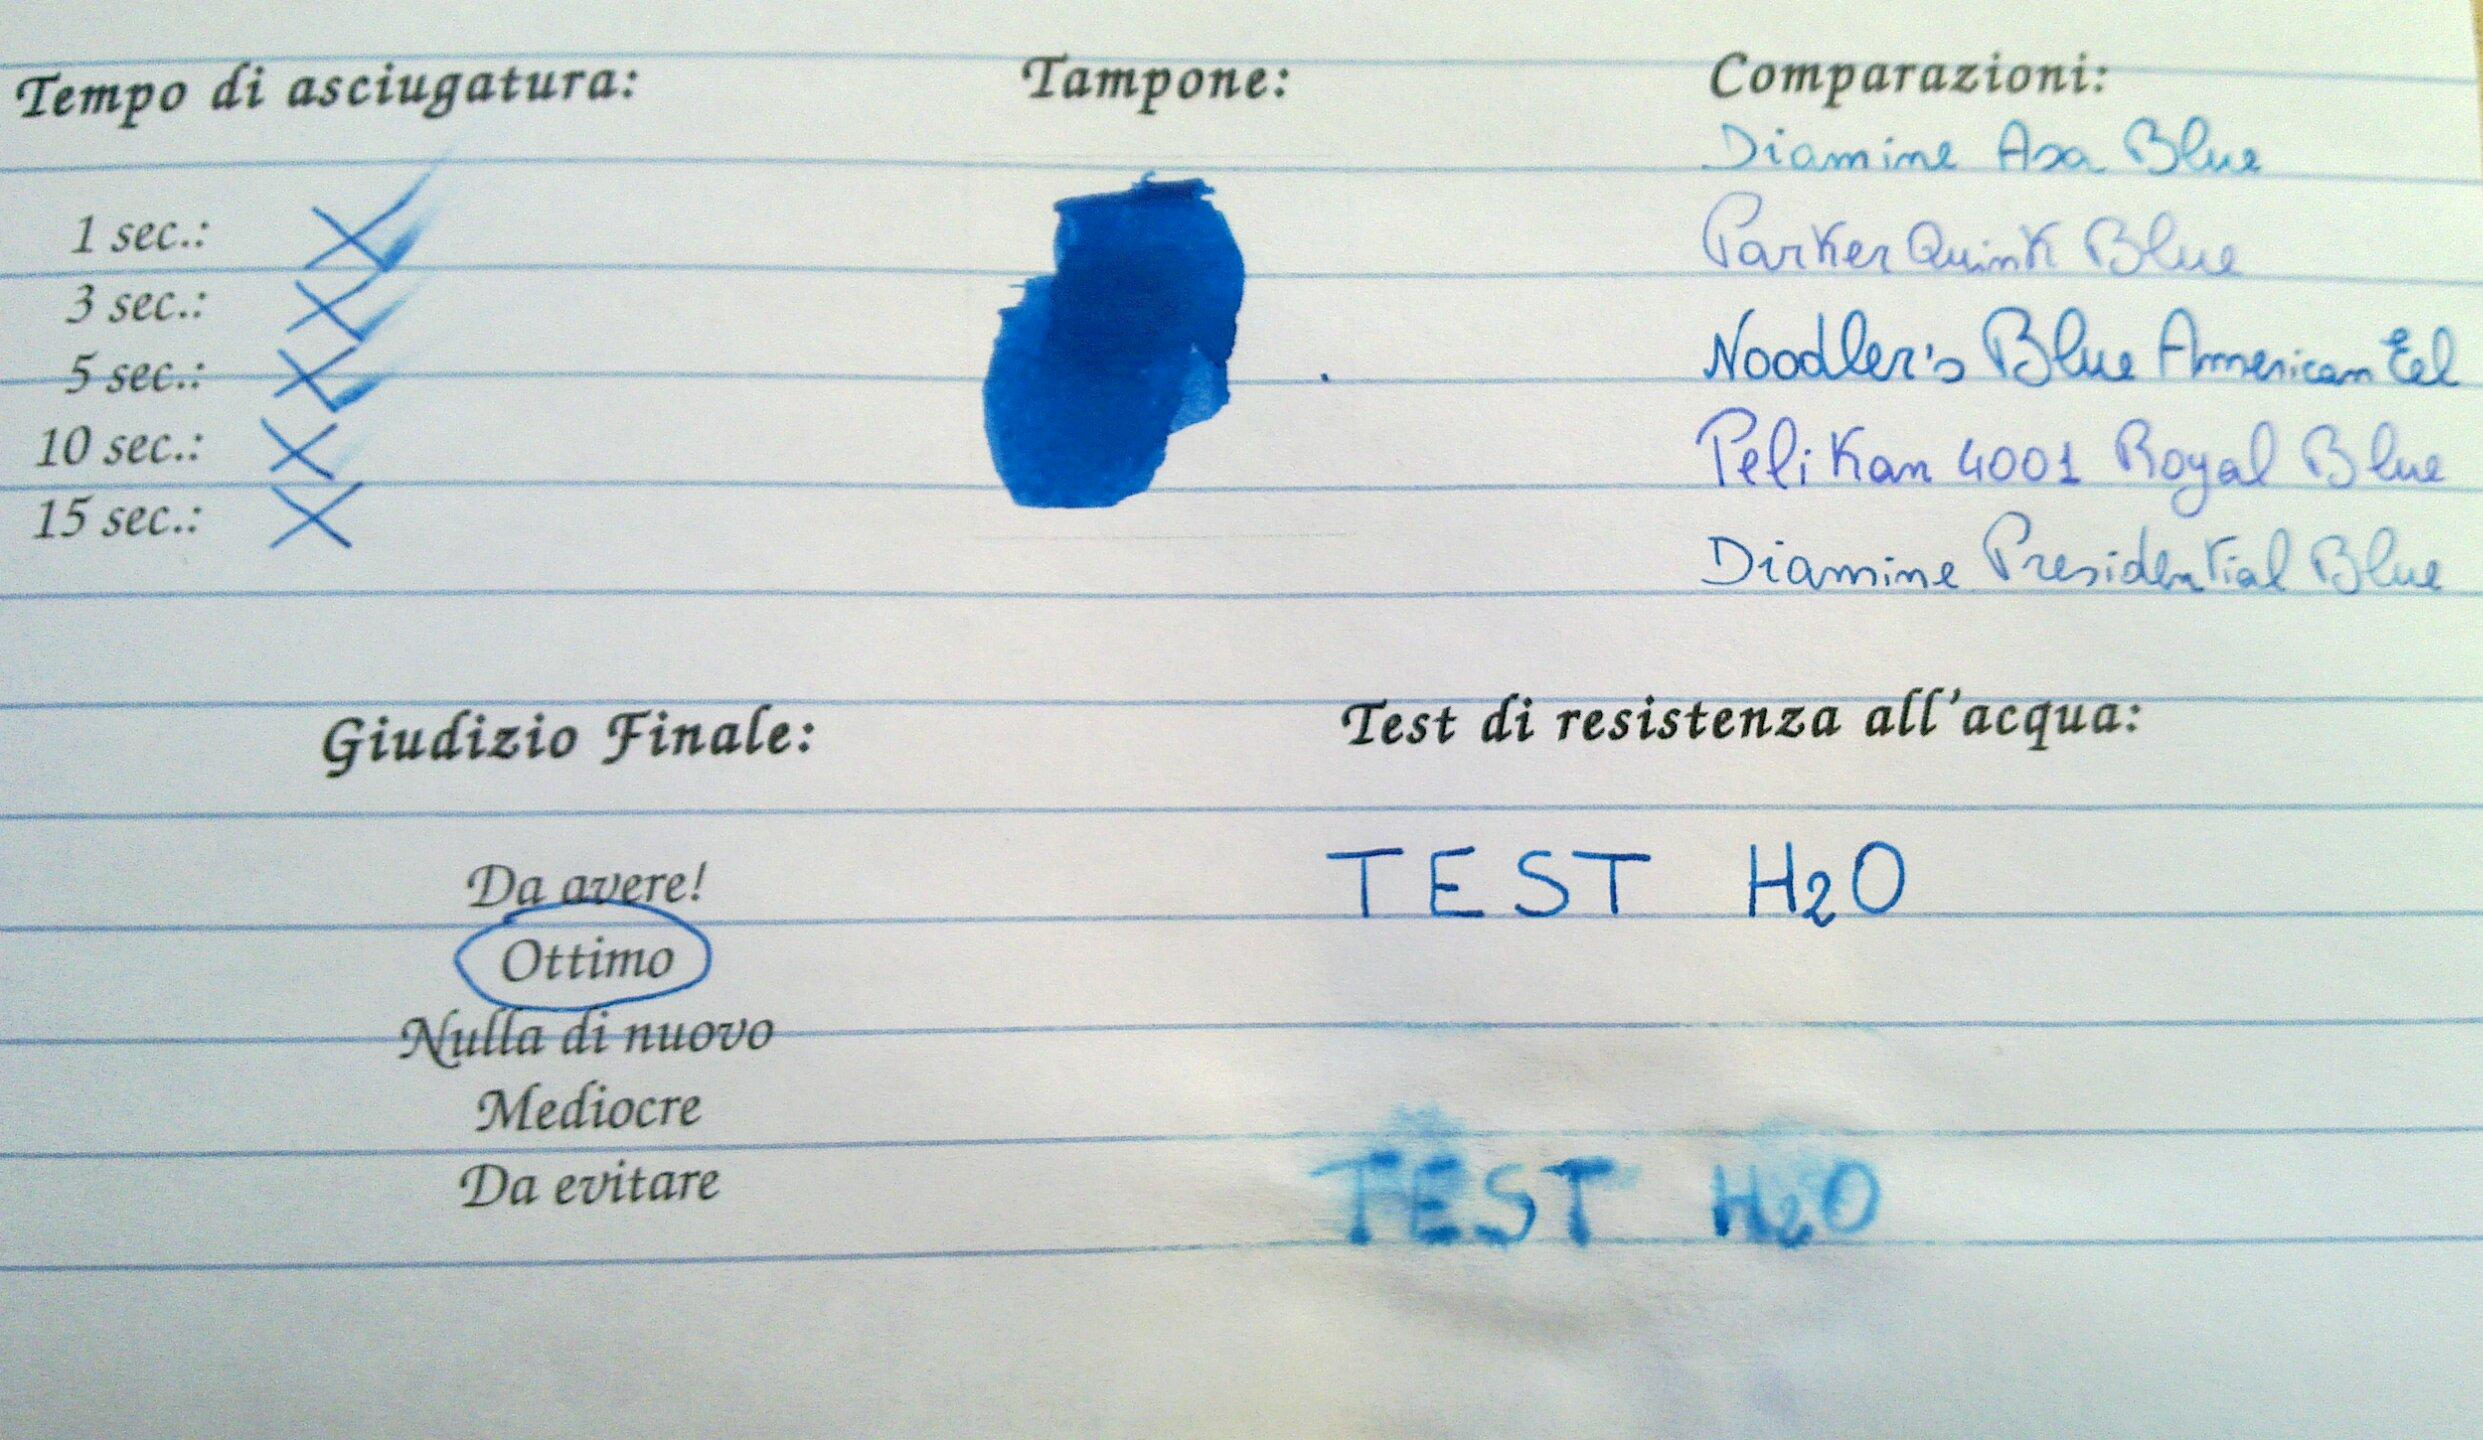 Tempo di asciugatura:
1 sec.:
3 sec.:
5 sec.:
10 sec.:
15 sec.:
Tampone:
Comparazioni:
Diamine Asa Blue
Parker Quink Blue
Noodler's Blue American Eel
Pelikan 4001 Royal Blue
Diamine Presidential Blue
Giudizio Finale:
Da avere!
Ottimo
Nulla di nuovo
Mediocre
Da evitare
Test di resistenza all'acqua:
TEST H2O
TEST H2O